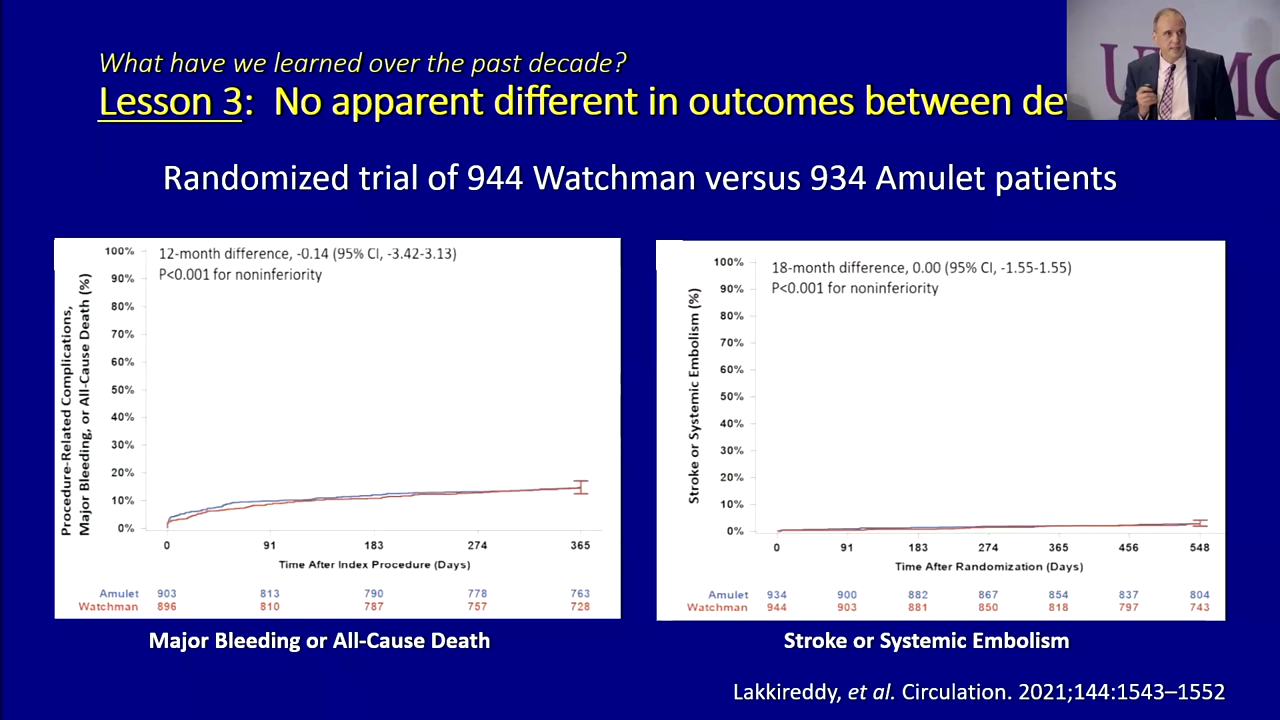 What have we learned over the past decade?
Lesson 3: No apparent different in outcomes between
Randomized trial of 944 Watchman versus 934 Amulet patients
Procedure-Related Complications,
Major Bleeding, or All-Cause Death (%)
12-month difference, -0.14 (95% CI, -3.42-3.13)
P<0.001 for noninferiority
100%
90%
80%
70%
60%
50%
40%
30%
20%
10%
0%
0 91 183 274 365
Time After Index Procedure (Days)
Amulet 903 813 790 778 763
Watchman 896 810 787 757 728
Major Bleeding or All-Cause Death
Stroke or Systemic Embolism (%)
18-month difference, 0.00 (95% CI, -1.55-1.55)
P<0.001 for noninferiority
100%
90%
80%
70%
60%
50%
40%
30%
20%
10%
0%
0 91 183 274 365 456 548
Time After Randomization (Days)
Amulet 934 900 882 867 854 837 804
Watchman 944 903 881 850 818 797 743
Stroke or Systemic Embolism
Lakkireddy, et al. Circulation. 2021;144:1543–1552